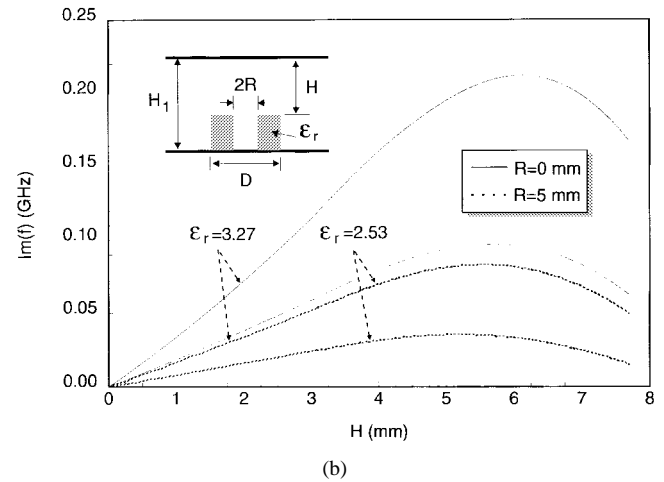 0.25
0.20
0.15
0.10
0.05
0.00
Im(f) (GHz)
H₁
2R
H
εᵣ
D
R=0 mm
R=5 mm
εᵣ=3.27
εᵣ=2.53
0 1 2 3 4 5 6 7 8
H (mm)
(b)